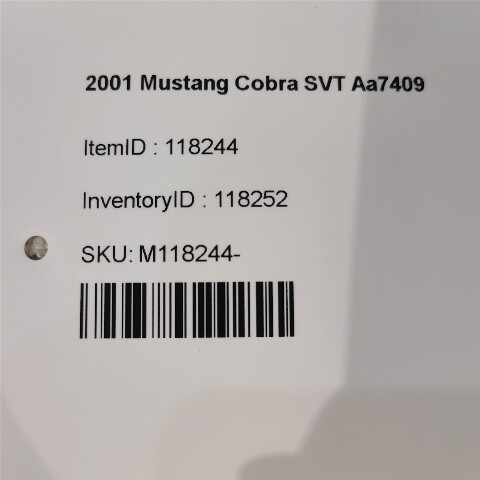 2001 Mustang Cobra SVT Aa7409
ItemID : 118244
InventoryID : 118252
SKU: M118244-